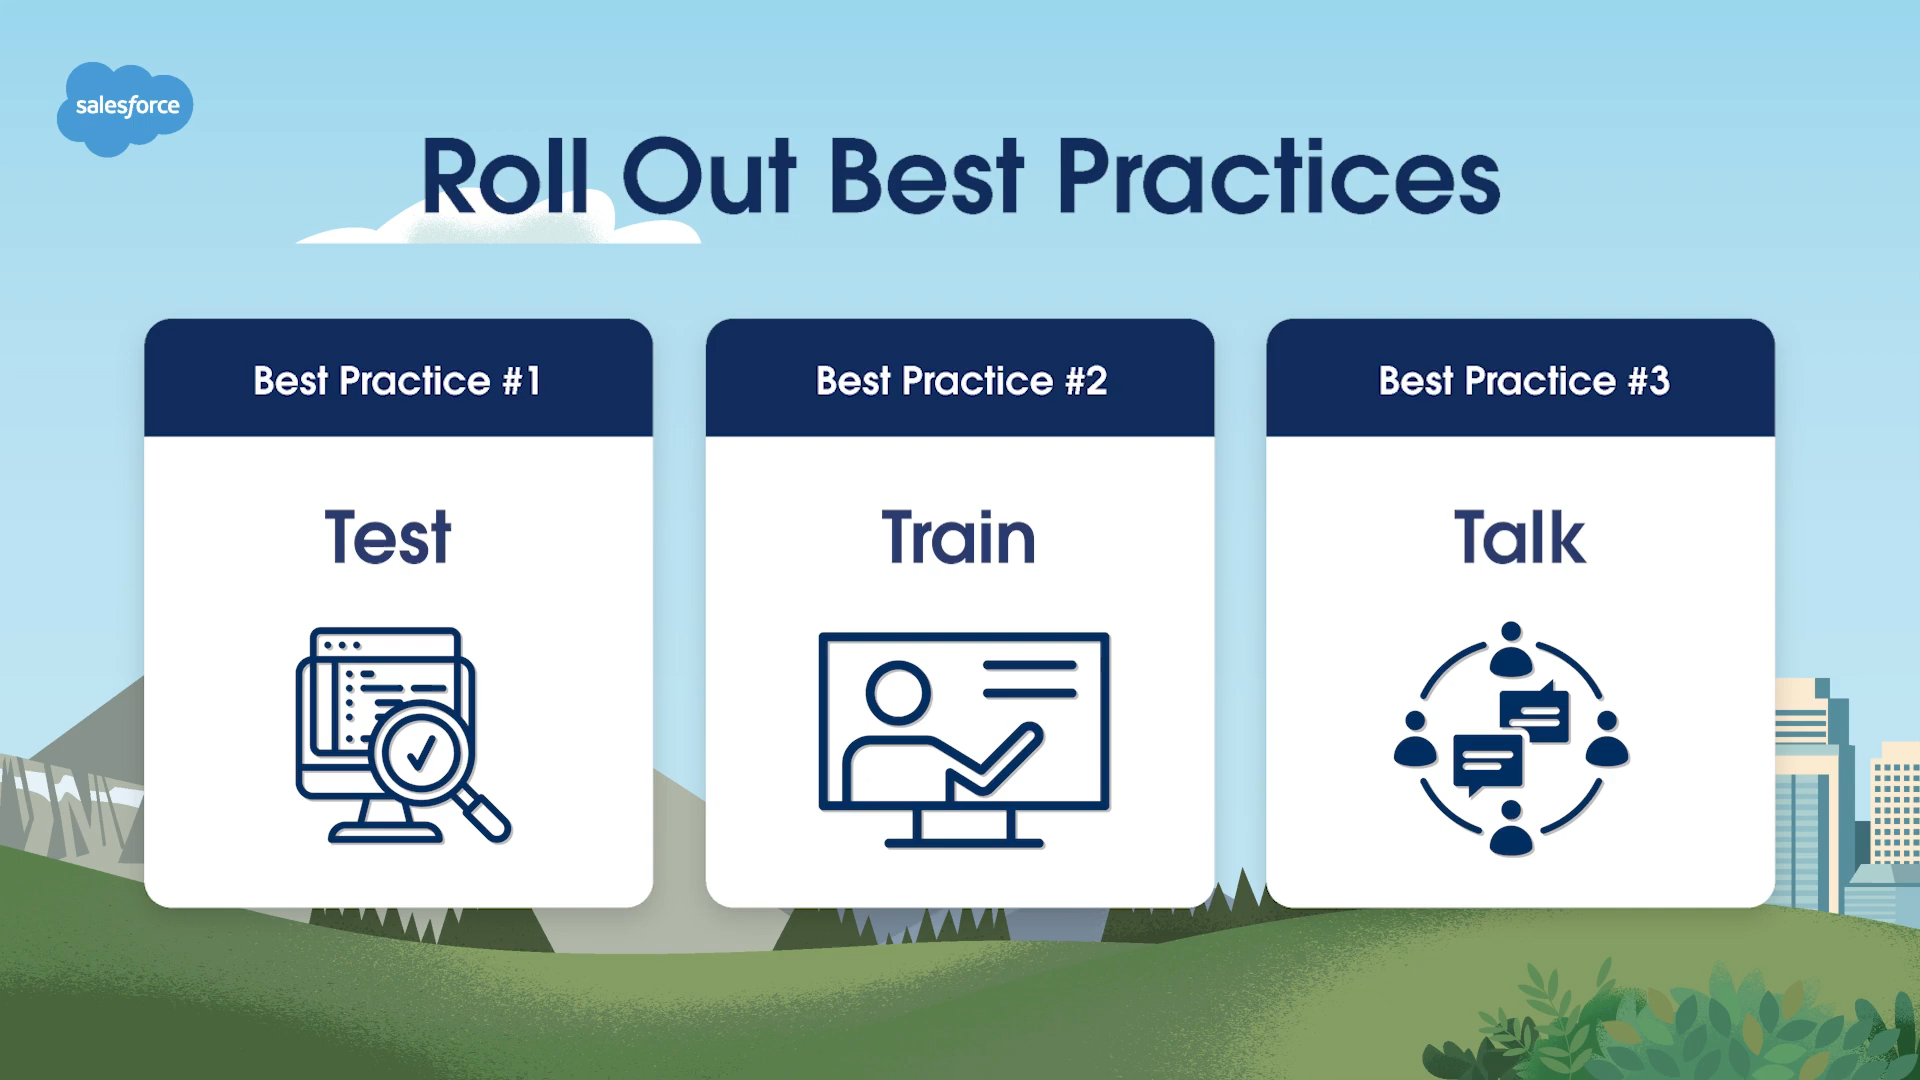 salesforce
Roll Out Best Practices
Best Practice #1
Test
Best Practice #2
Train
Best Practice #3
Talk